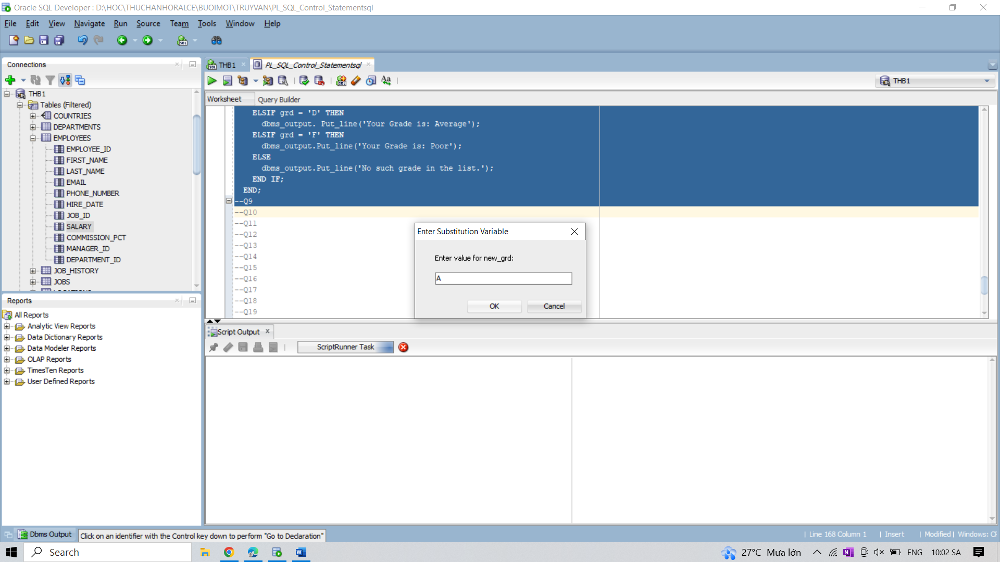 Oracle SQL Developer : D:\HOC\THUCHANHORALCE\BUOIMOT\TRUYVAN\PL_SQL_Control_Statementsql
File Edit View Navigate Run Source Team Tools Window Help
Connections
THB1
Tables (Filtered)
COUNTRIES
DEPARTMENTS
EMPLOYEES
EMPLOYEE_ID
FIRST_NAME
LAST_NAME
EMAIL
PHONE_NUMBER
HIRE_DATE
JOB_ID
SALARY
COMMISSION_PCT
MANAGER_ID
DEPARTMENT_ID
JOB_HISTORY
JOBS
Reports
All Reports
Analytic View Reports
Data Dictionary Reports
Data Modeler Reports
OLAP Reports
TimesTen Reports
User Defined Reports
THB1
PL_SQL_Control_Statementsql
THB1
Worksheet
Query Builder
ELSIF grd = 'D' THEN
dbms_output. Put_line('Your Grade is: Average');
ELSIF grd = 'F' THEN
dbms_output.Put_line('Your Grade is: Poor');
ELSE
dbms_output.Put_line('No such grade in the list.');
END IF;
END;
--Q9
--Q10
--Q11
--Q12
--Q13
--Q14
--Q15
--Q16
--Q17
--Q18
--Q19
Enter Substitution Variable
Enter value for new_grd:
A
OK
Cancel
Script Output
ScriptRunner Task
Dbms Output
Click on an identifier with the Control key down to perform "Go to Declaration"
| Line 168 Column 1 | Insert | Modified | Windows: CF
Search
27°C Mưa lớn
ENG
10:02 SA